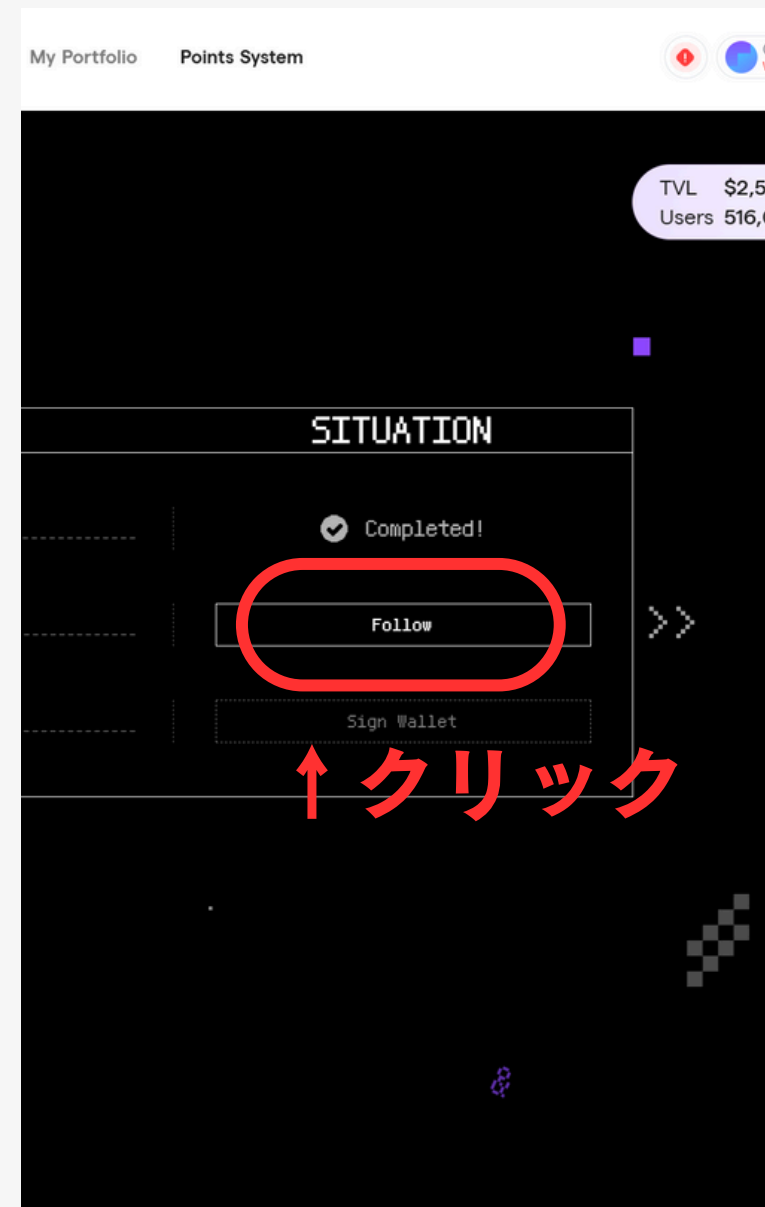 My Portfolio Points System
TVL $2,5
Users 516,
SITUATION
Completed!
Follow
Sign Wallet
↑クリック